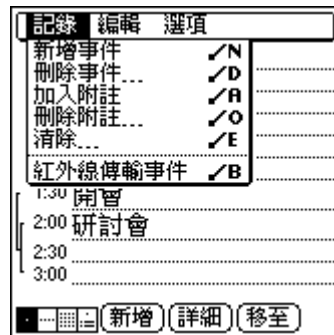 記錄 編輯 選項
新增事件 ／N
刪除事件... ／D
加入附註 ／A
刪除附註... ／O
清除... ／E
紅外線傳輸事件 ／B
1:30 開會
2:00 研討會
2:30
3:00
新增 詳細 移至